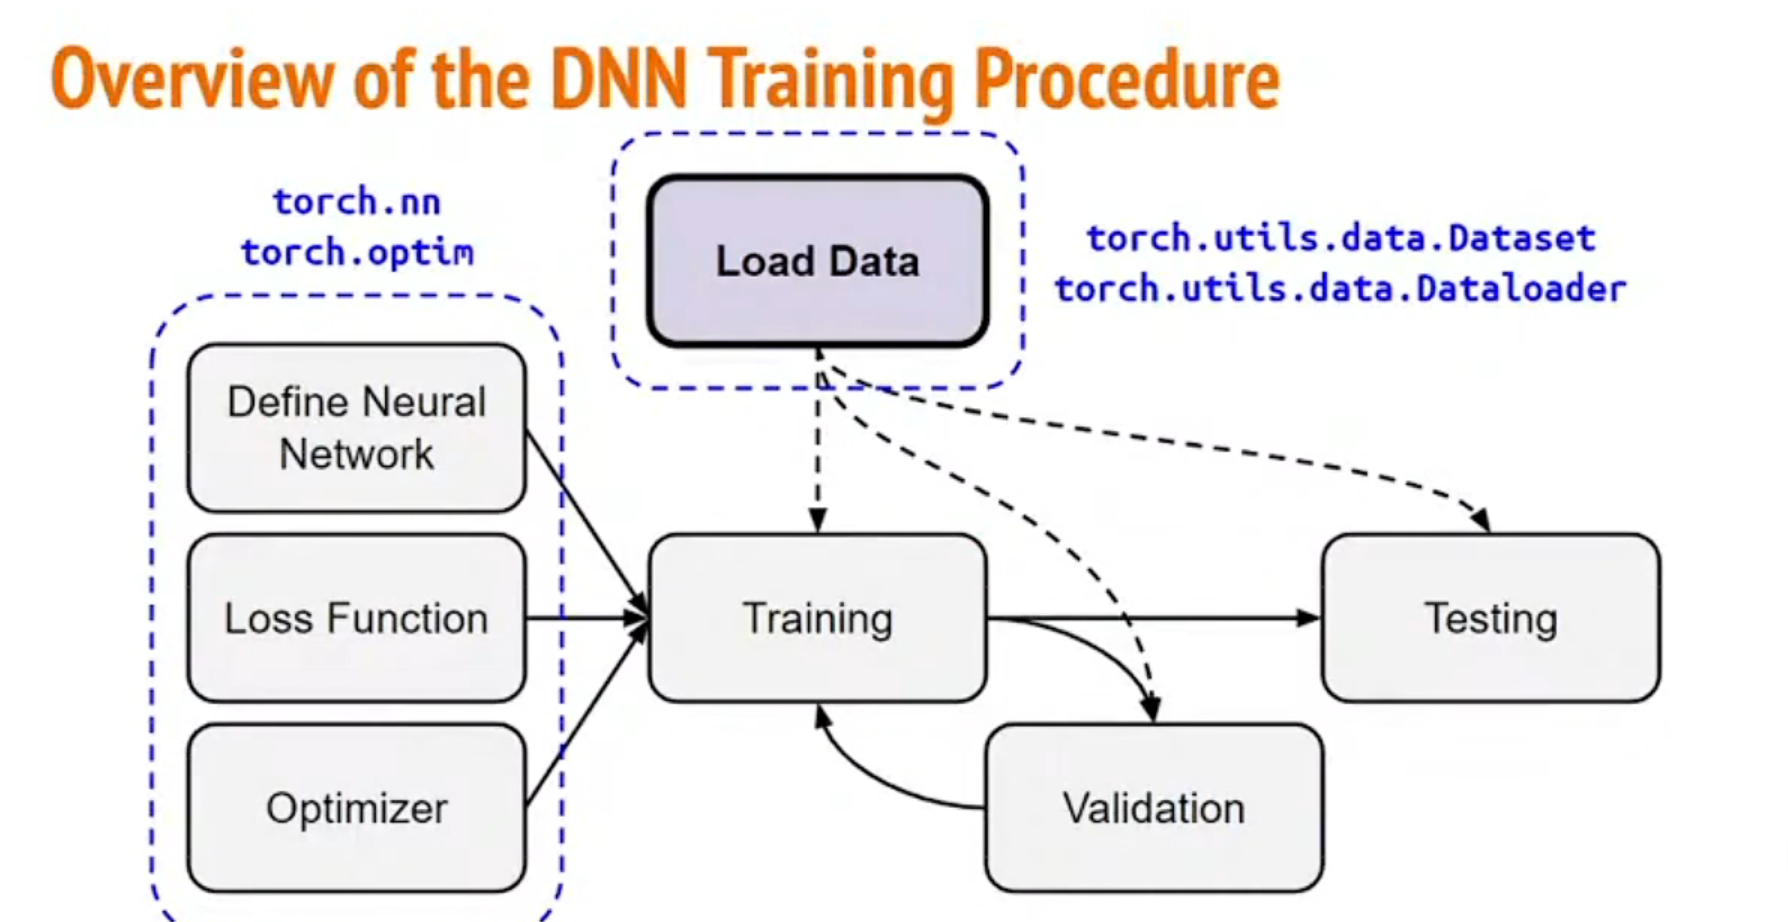 Overview of the DNN Training Procedure
torch.nn
torch.optim
Load Data
torch.utils.data.Dataset
torch.utils.data.Dataloader
Define Neural
Network
Loss Function
Optimizer
Training
Testing
Validation